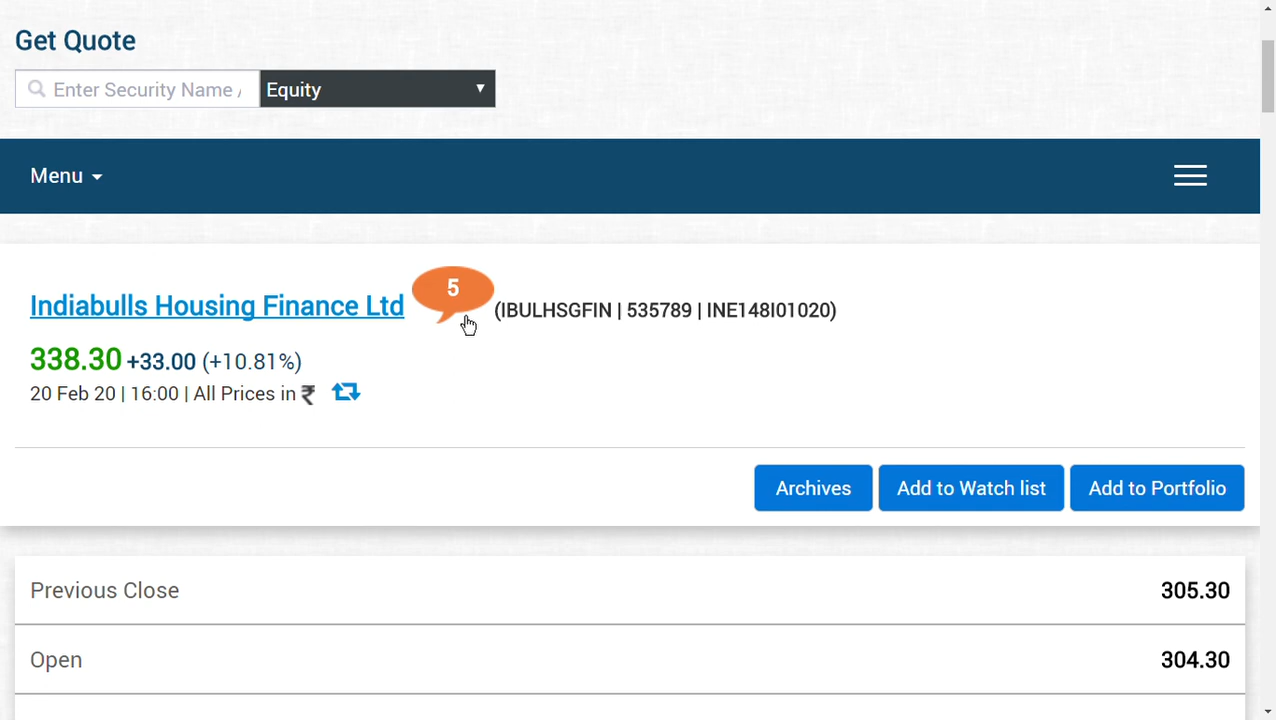 Get Quote
Enter Security Name /
Equity
Menu
Indiabulls Housing Finance Ltd 5 (IBULHSGFIN | 535789 | INE148I01020)
338.30 +33.00 (+10.81%)
20 Feb 20 | 16:00 | All Prices in ₹
Archives Add to Watch list Add to Portfolio
Previous Close 305.30
Open 304.30